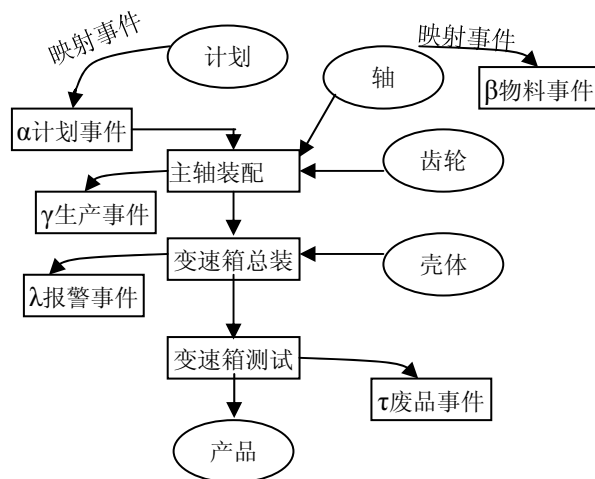 映射事件
计划
映射事件
轴
β物料事件
α计划事件
主轴装配
齿轮
γ生产事件
变速箱总装
壳体
λ报警事件
变速箱测试
τ废品事件
产品